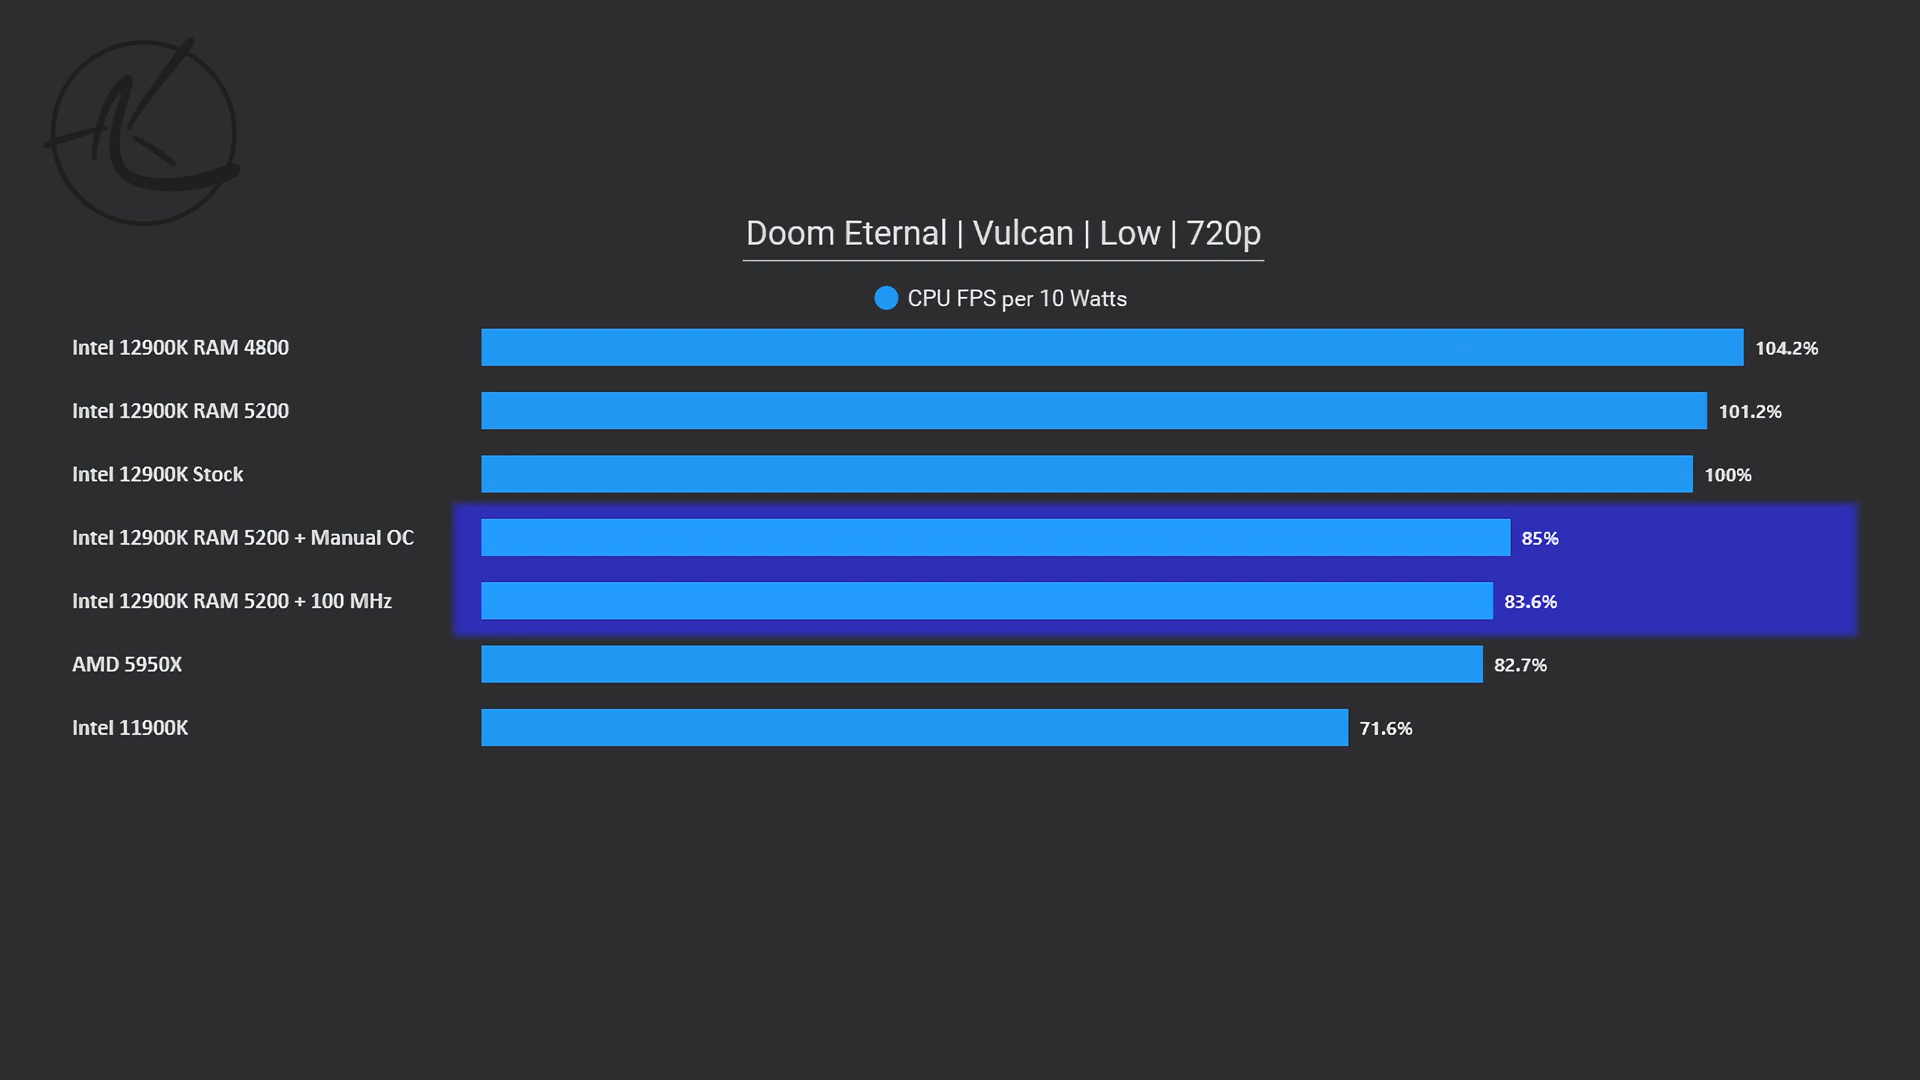 Doom Eternal | Vulcan | Low | 720p
CPU FPS per 10 Watts
Intel 12900K RAM 4800 104.2%
Intel 12900K RAM 5200 101.2%
Intel 12900K Stock 100%
Intel 12900K RAM 5200 + Manual OC 85%
Intel 12900K RAM 5200 + 100 MHz 83.6%
AMD 5950X 82.7%
Intel 11900K 71.6%